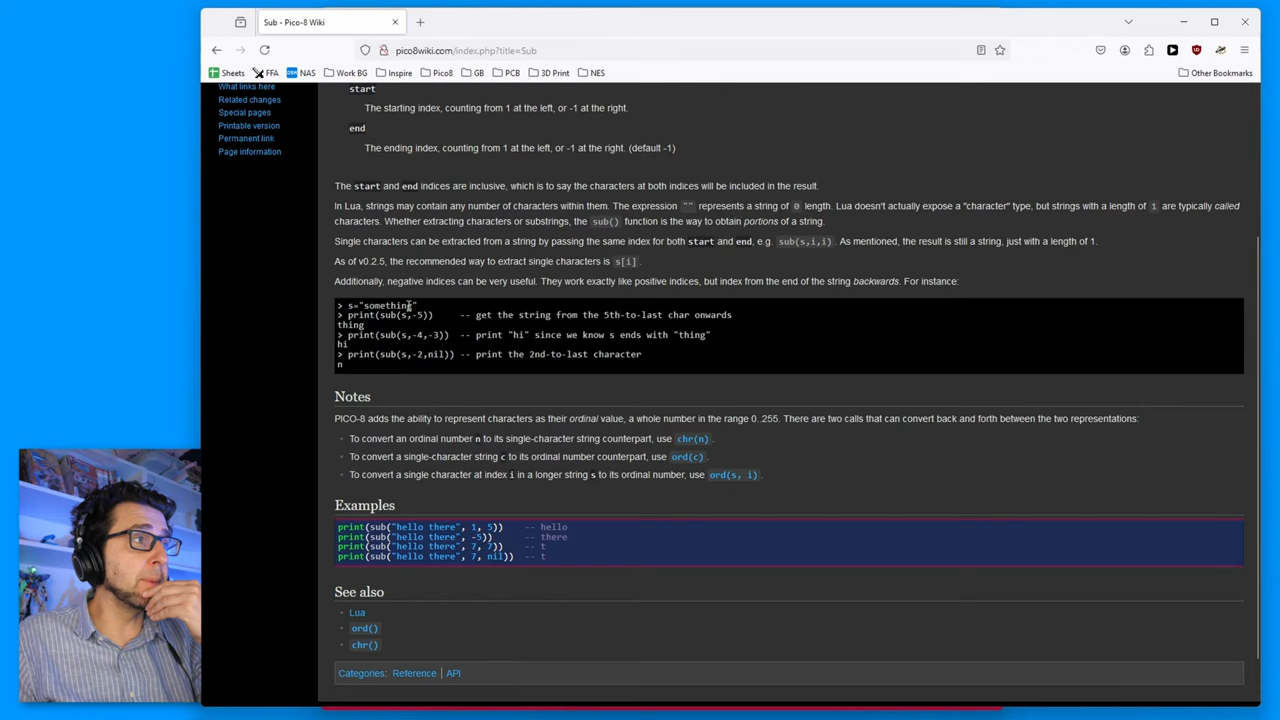 Sub - Pico-8 Wiki
pico8wiki.com/index.php?title=Sub
Sheets FFA NAS Work BG Inspire Pico8 GB PCB 3D Print NES Other Bookmarks
What links here
Related changes
Special pages
Printable version
Permanent link
Page information
start
The starting index, counting from 1 at the left, or -1 at the right.
end
The ending index, counting from 1 at the left, or -1 at the right. (default -1)
The start and end indices are inclusive, which is to say the characters at both indices will be included in the result.
In Lua, strings may contain any number of characters within them. The expression "" represents a string of 0 length. Lua doesn't actually expose a "character" type, but strings with a length of 1 are typically called
characters. Whether extracting characters or substrings, the sub() function is the way to obtain portions of a string.
Single characters can be extracted from a string by passing the same index for both start and end, e.g. sub(s,i,i). As mentioned, the result is still a string, just with a length of 1.
As of v0.2.5, the recommended way to extract single characters is s[i].
Additionally, negative indices can be very useful. They work exactly like positive indices, but index from the end of the string backwards. For instance:
> s="something"
> print(sub(s,-5)) -- get the string from the 5th-to-last char onwards
thing
> print(sub(s,-4,-3)) -- print "hi" since we know s ends with "thing"
hi
> print(sub(s,-2,nil)) -- print the 2nd-to-last character
n
Notes
PICO-8 adds the ability to represent characters as their ordinal value, a whole number in the range 0..255. There are two calls that can convert back and forth between the two representations:
To convert an ordinal number n to its single-character string counterpart, use chr(n).
To convert a single-character string c to its ordinal number counterpart, use ord(c).
To convert a single character at index i in a longer string s to its ordinal number, use ord(s, i).
Examples
print(sub("hello there", 1, 5)) -- hello
print(sub("hello there", -5)) -- there
print(sub("hello there", 7, 7)) -- t
print(sub("hello there", 7, nil)) -- t
See also
Lua
ord()
chr()
Categories: Reference | API